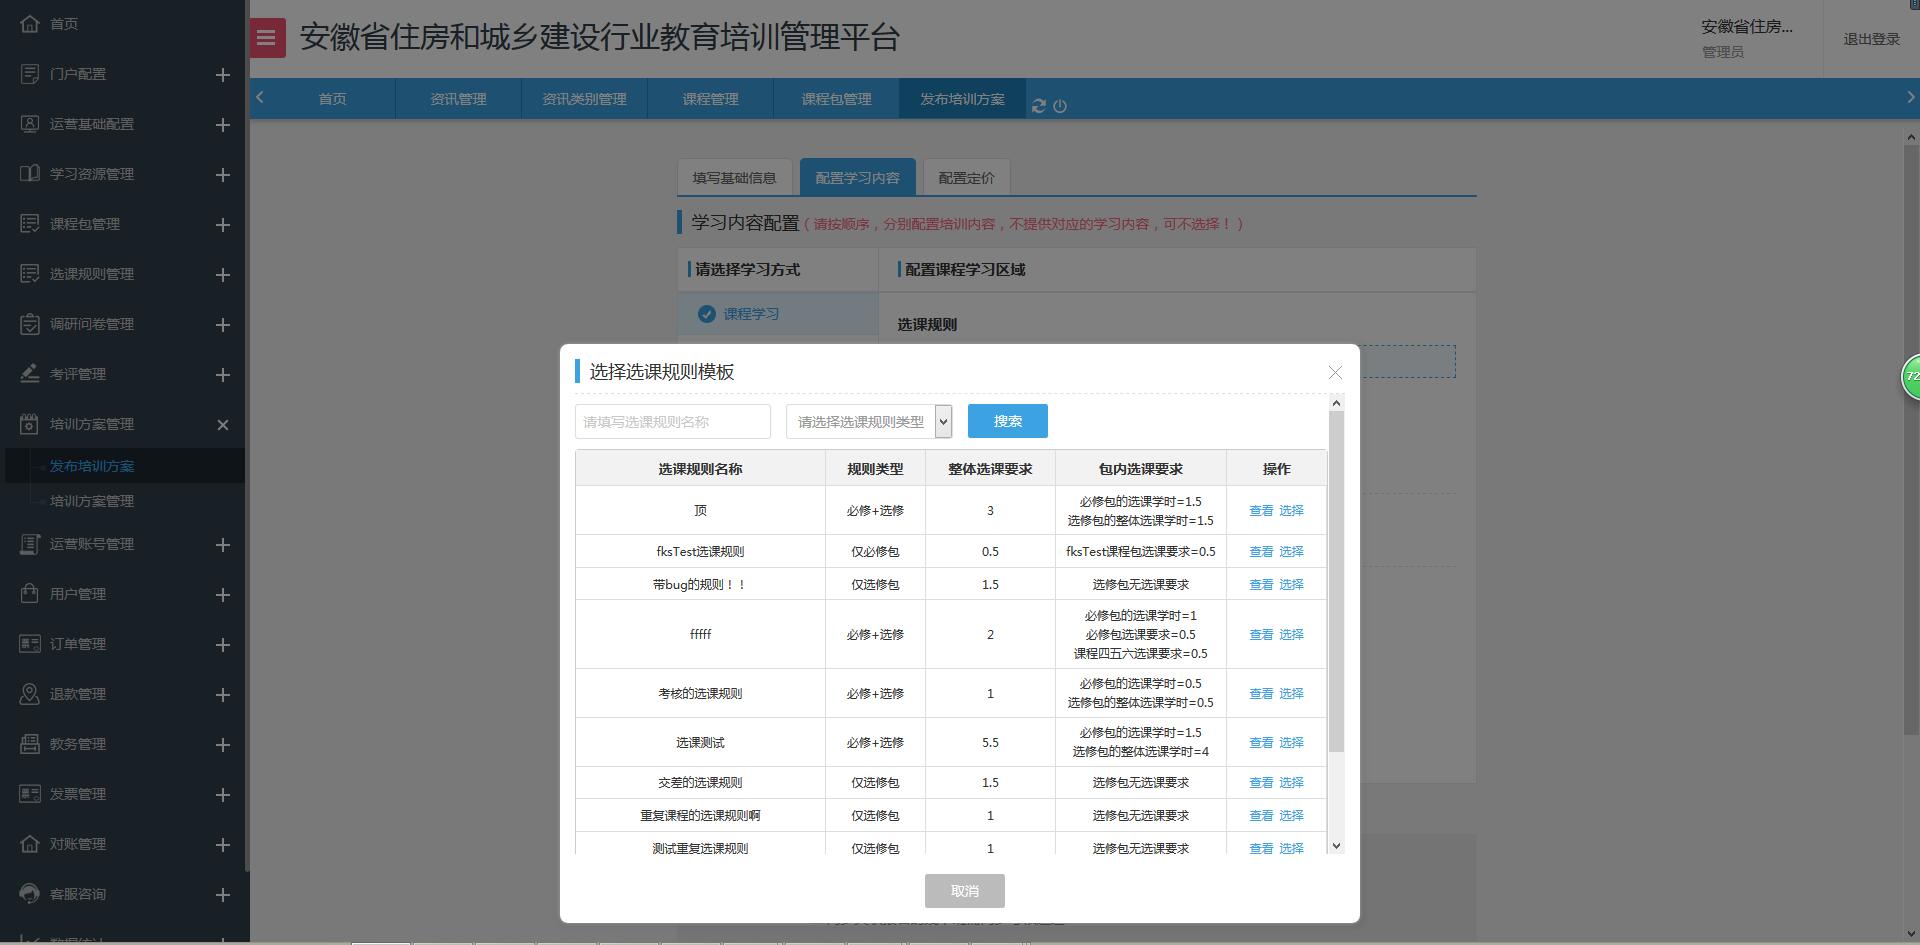 首页
门户配置
运营基础配置
学习资源管理
课程包管理
选课规则管理
调研问卷管理
考评管理
培训方案管理
发布培训方案
培训方案管理
运营账号管理
用户管理
订单管理
退款管理
教务管理
发票管理
对账管理
客服咨询
安徽省住房和城乡建设行业教育培训管理平台
安徽省住房...
管理员
退出登录
首页 资讯管理 资讯类别管理 课程管理 课程包管理 发布培训方案
填写基础信息 配置学习内容 配置定价
学习内容配置（请按顺序，分别配置培训内容，不提供对应的学习内容，可不选择！）
请选择学习方式 配置课程学习区域
课程学习
选课规则
72
选择选课规则模板
请填写选课规则名称 请选择选课规则类型 搜索
选课规则名称 规则类型 整体选课要求 包内选课要求 操作
顶 必修+选修 3 必修包的选课学时=1.5 查看 选择
选修包的整体选课学时=1.5
fksTest选课规则 仅必修包 0.5 fksTest课程包选课要求=0.5 查看 选择
带bug的规则！！ 仅选修包 1.5 选修包无选课要求 查看 选择
必修包的选课学时=1
fffff 必修+选修 2 必修包选课要求=0.5 查看 选择
课程四五六选课要求=0.5
考核的选课规则 必修+选修 1 必修包的选课学时=0.5 查看 选择
选修包的整体选课学时=0.5
选课测试 必修+选修 5.5 必修包的选课学时=1.5 查看 选择
选修包的整体选课学时=4
交差的选课规则 仅选修包 1.5 选修包无选课要求 查看 选择
重复课程的选课规则啊 仅选修包 1 选修包无选课要求 查看 选择
测试重复选课规则 仅选修包 1 选修包无选课要求 查看 选择
取消